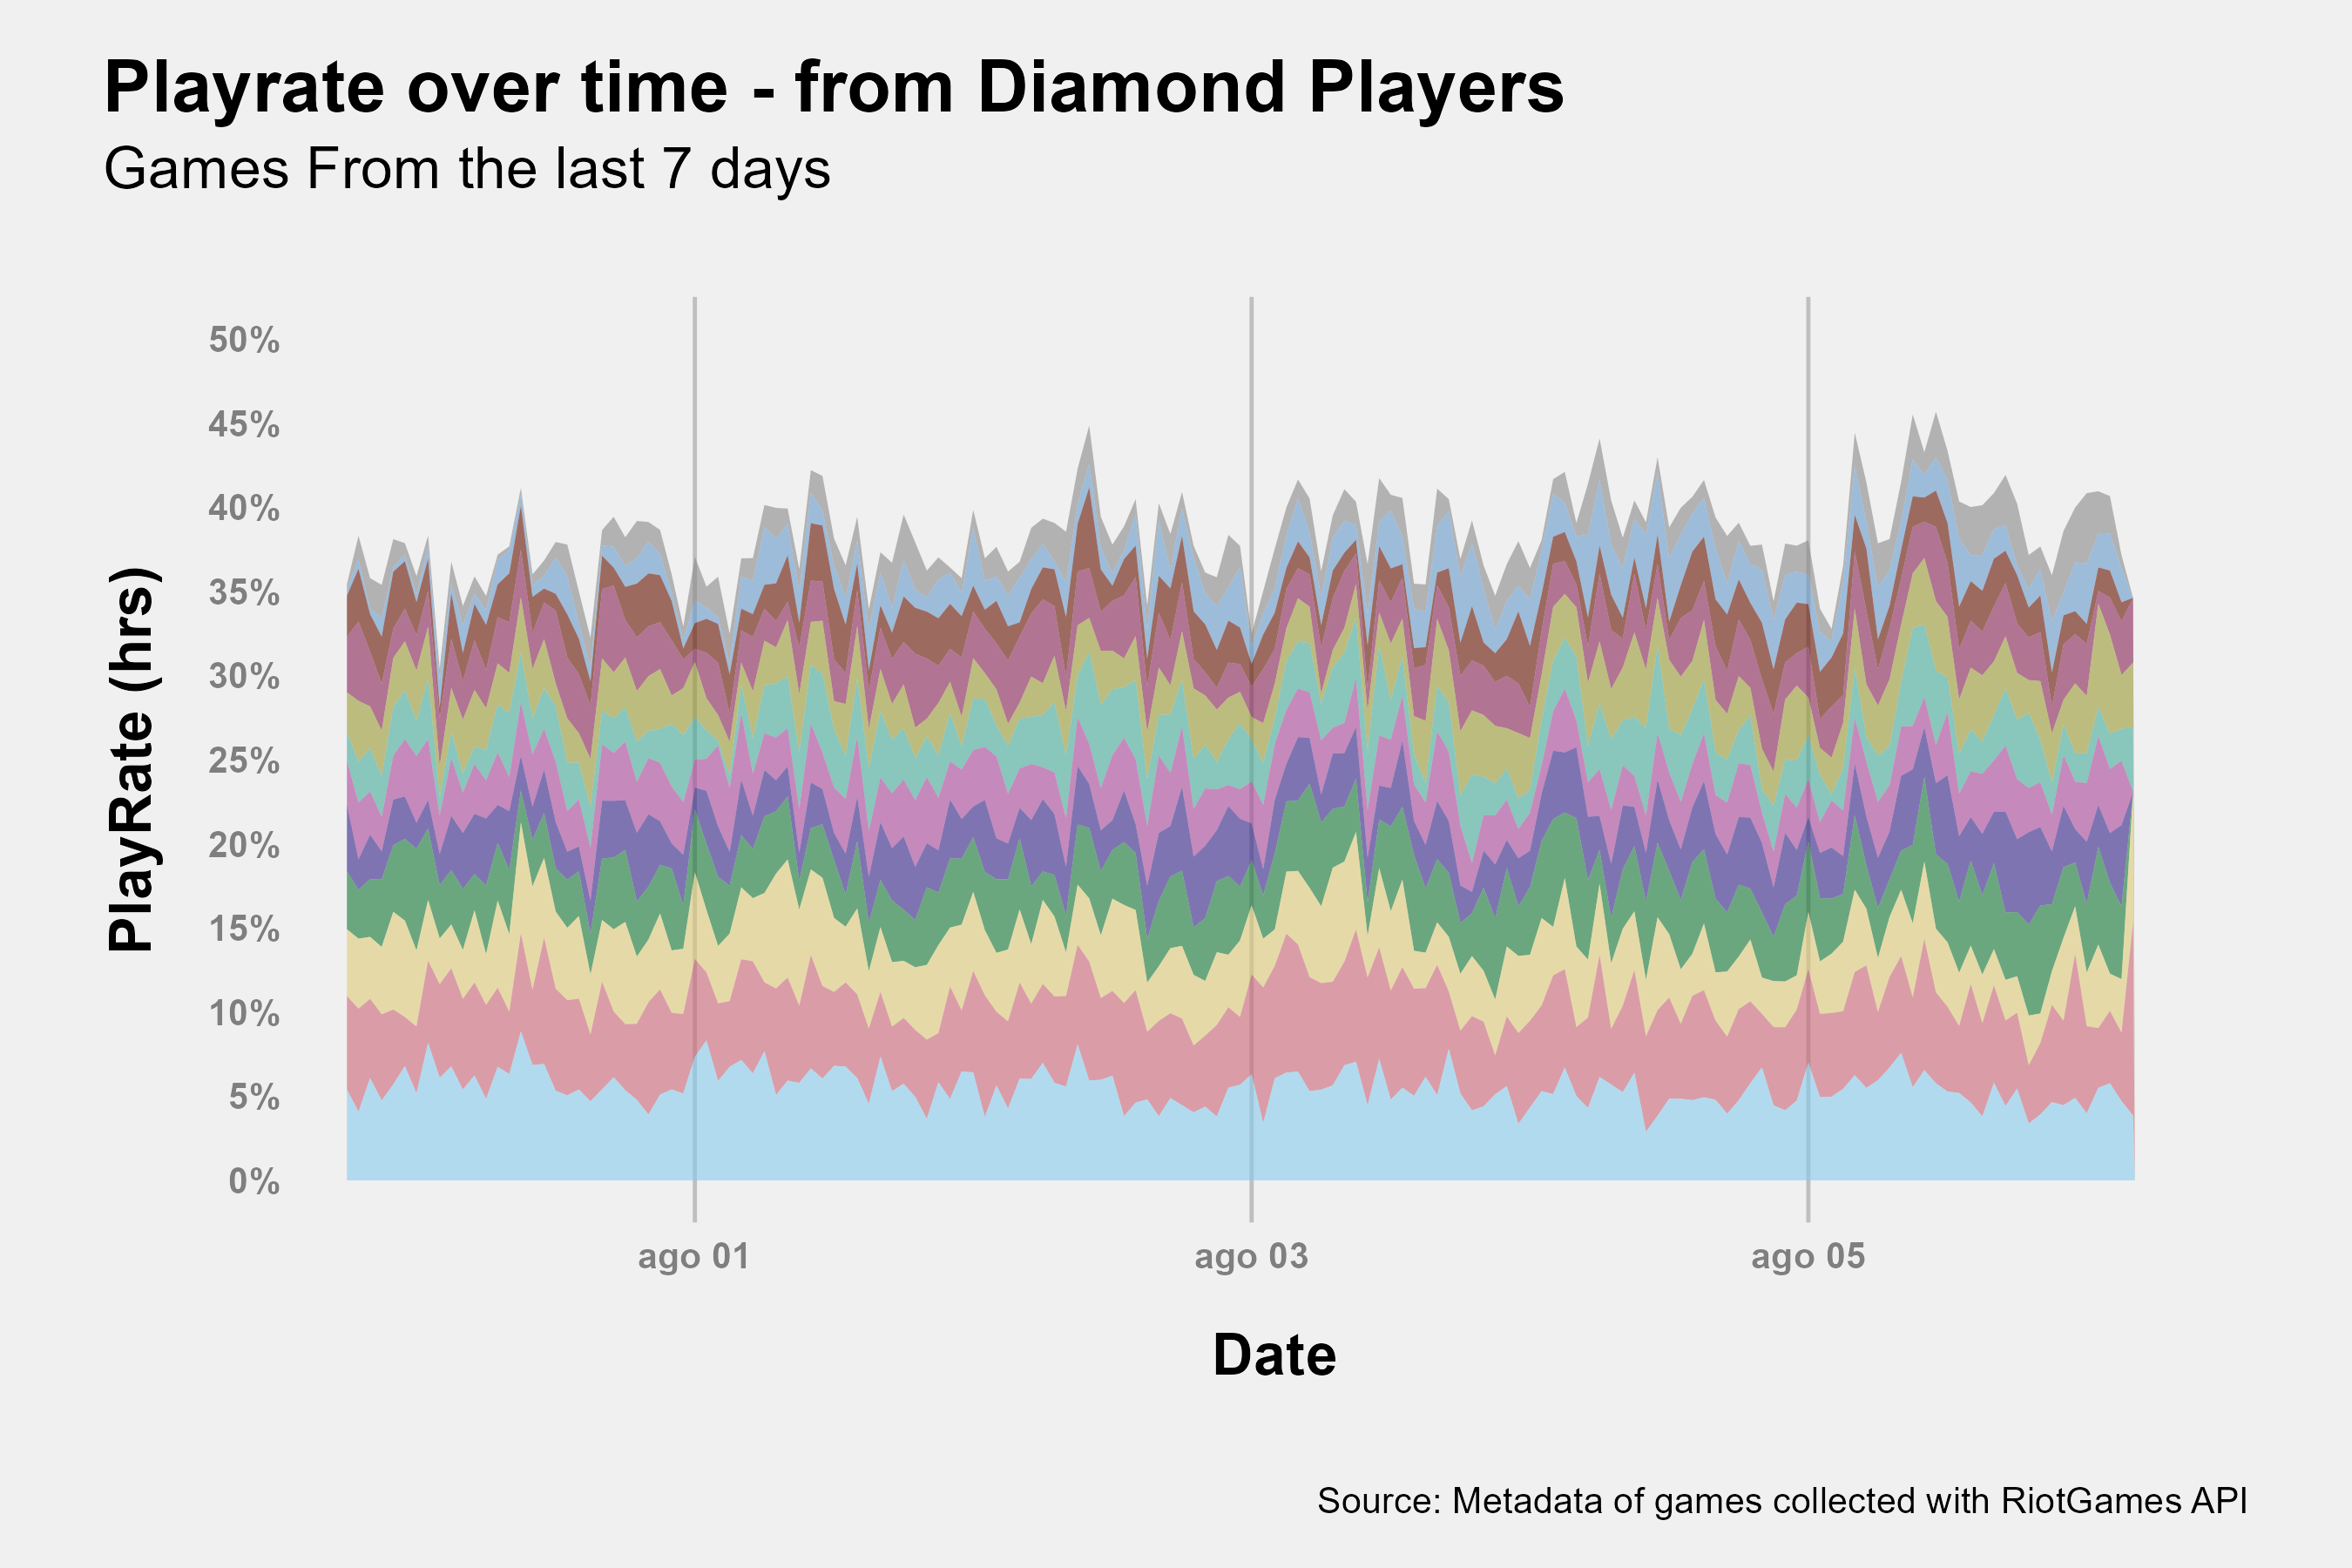 Playrate over time - from Diamond Players
Games From the last 7 days
PlayRate (hrs)
50%
45%
40%
35%
30%
25%
20%
15%
10%
5%
0%
ago 01
ago 03
ago 05
Date
Source: Metadata of games collected with RiotGames API